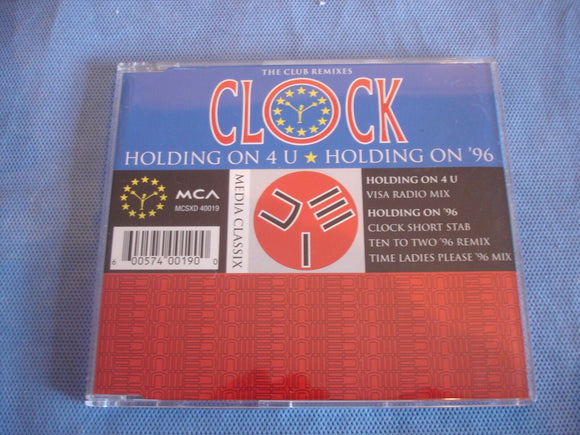 THE CLUB REMIXES
CLOCK
HOLDING ON 4 U ★ HOLDING ON '96
MCA
MCSXD 40019
MEDIA CLASSIX
HOLDING ON 4 U
VISA RADIO MIX
HOLDING ON '96
CLOCK SHORT STAB
TEN TO TWO '96 REMIX
TIME LADIES PLEASE '96 MIX
6 00574 00190 0